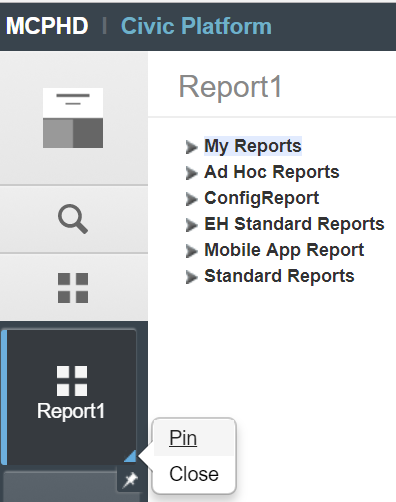 MCPHD | Civic Platform
Report1
My Reports
Ad Hoc Reports
ConfigReport
EH Standard Reports
Mobile App Report
Standard Reports
Report1
Pin
Close